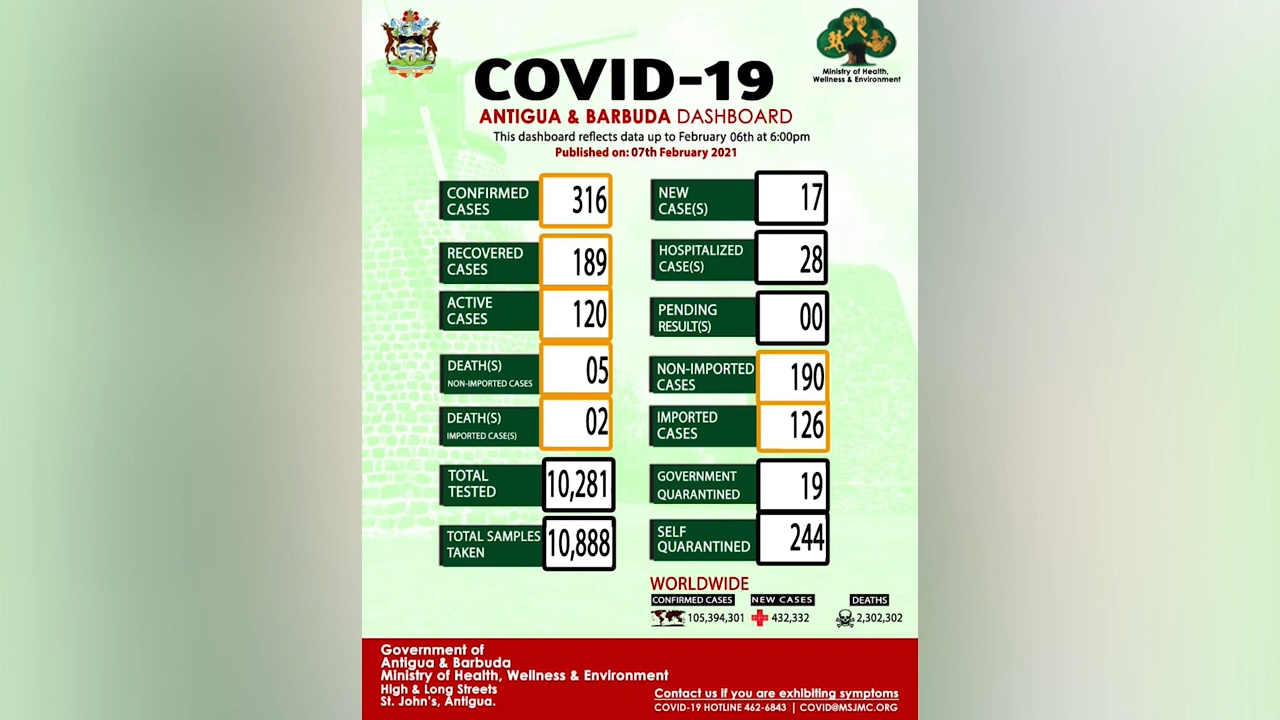 Ministry of Health,
Wellness & Environment
COVID-19
ANTIGUA & BARBUDA DASHBOARD
This dashboard reflects data up to February 06th at 6:00pm
Published on: 07th February 2021
CONFIRMED
CASES
316
RECOVERED
CASES
189
ACTIVE
CASES
120
DEATH(S)
NON-IMPORTED CASES
05
DEATH(S)
IMPORTED CASE(S)
02
TOTAL
TESTED
10,281
TOTAL SAMPLES
TAKEN
10,888
NEW
CASE(S)
17
HOSPITALIZED
CASE(S)
28
PENDING
RESULT(S)
00
NON-IMPORTED
CASES
190
IMPORTED
CASES
126
GOVERNMENT
QUARANTINED
19
SELF
QUARANTINED
244
WORLDWIDE
CONFIRMED CASES NEW CASES DEATHS
105,394,301 432,332 2,302,302
Government of
Antigua & Barbuda
Ministry of Health, Wellness & Environment
High & Long Streets
St. John's, Antigua.
Contact us if you are exhibiting symptoms
COVID-19 HOTLINE 462-6843 | COVID@MSJMC.ORG